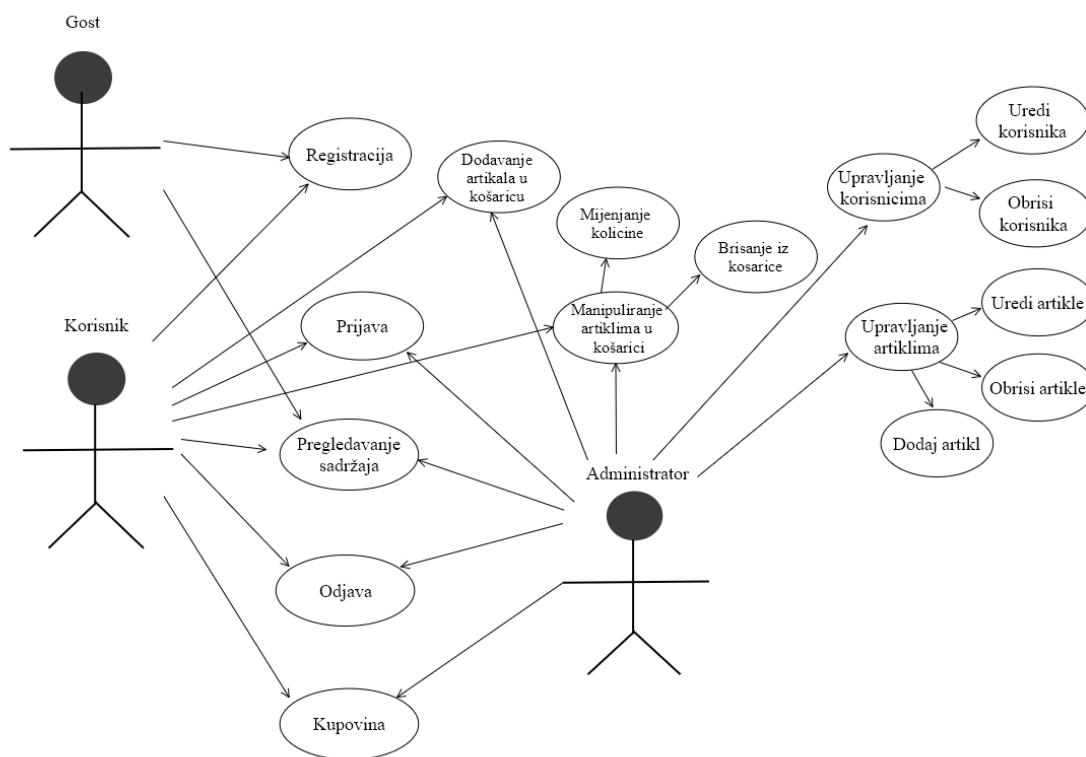 Gost
Registracija
Dodavanje
artikala u
košaricu
Mijenjanje
kolicine
Brisanje iz
kosarice
Upravljanje
korisnicima
Uredi
korisnika
Obrisi
korisnika
Korisnik
Prijava
Manipuliranje
artiklima u
košarici
Upravljanje
artiklima
Uredi artikle
Obrisi artikle
Dodaj artikl
Pregledavanje
sadržaja
Administrator
Odjava
Kupovina